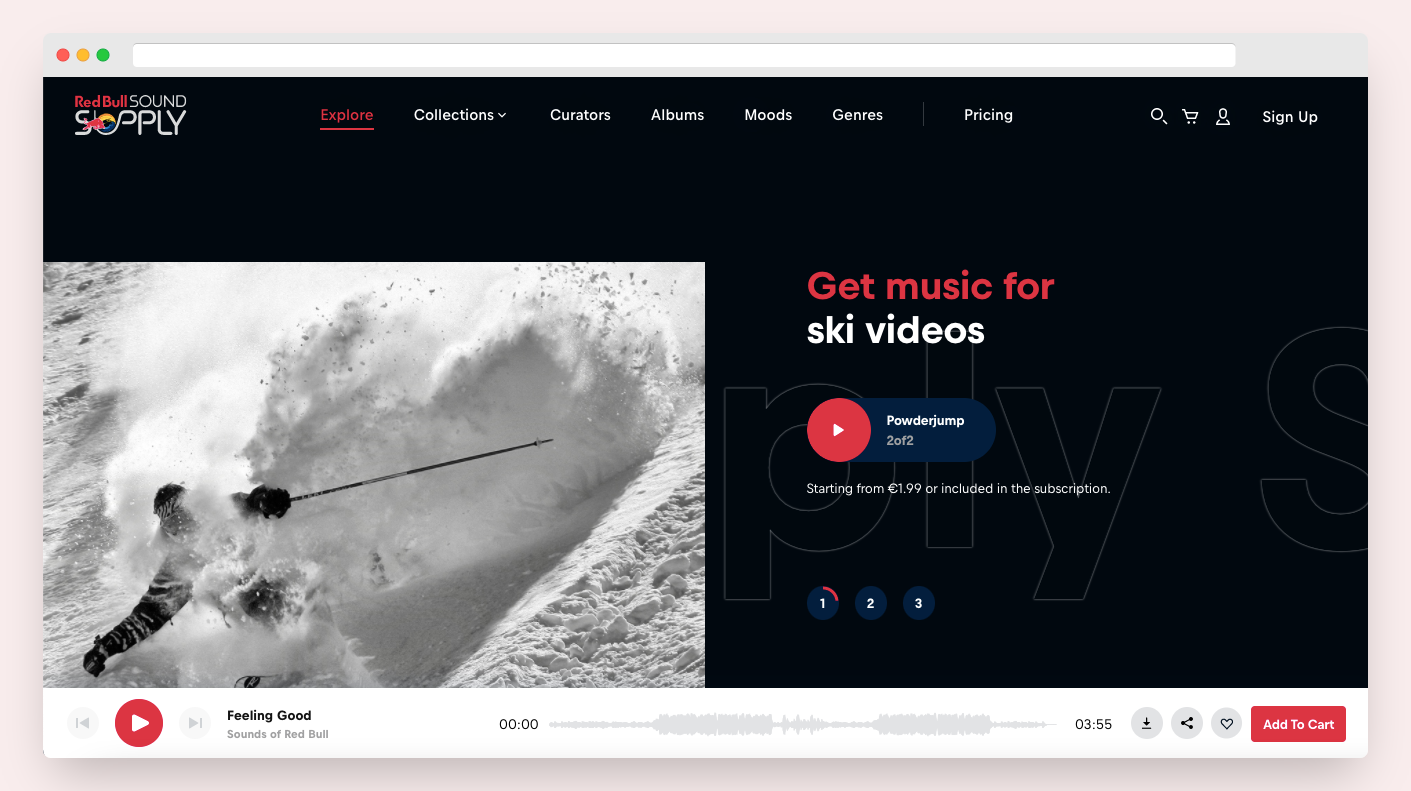 Red Bull SOUND
SUPPLY
Explore
Collections
Curators
Albums
Moods
Genres
Pricing
Sign Up
Get music for
ski videos
ply S
Powderjump
2of2
Starting from €1.99 or included in the subscription.
1
2
3
Feeling Good
Sounds of Red Bull
00:00
03:55
Add To Cart